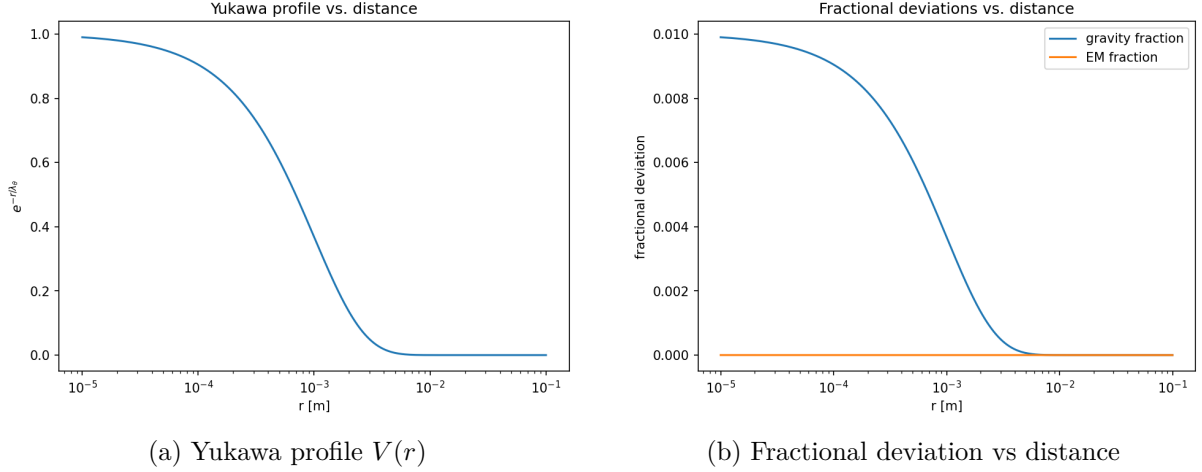 Yukawa profile vs. distance
1.0
0.8
0.6
0.4
0.2
0.0
e^{-r/λ_θ}
10^{-5}
10^{-4}
10^{-3}
10^{-2}
10^{-1}
r [m]
(a) Yukawa profile V(r)
Fractional deviations vs. distance
gravity fraction
EM fraction
0.010
0.008
0.006
0.004
0.002
0.000
fractional deviation
10^{-5}
10^{-4}
10^{-3}
10^{-2}
10^{-1}
r [m]
(b) Fractional deviation vs distance